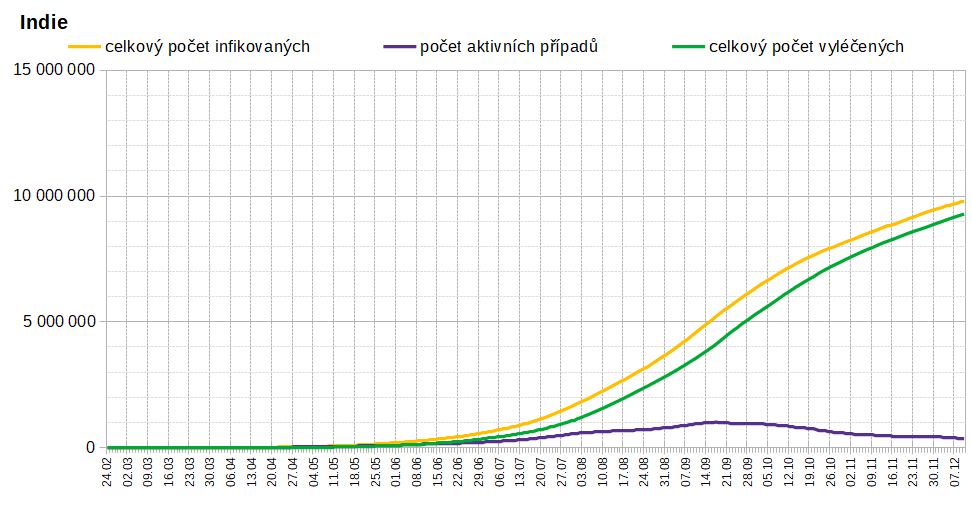 Indie
celkový počet infikovaných počet aktivních případů celkový počet vyléčených
15 000 000
10 000 000
5 000 000
0
24.02 02.03 09.03 16.03 23.03 30.03 06.04 13.04 20.04 27.04 04.05 11.05 18.05 25.05 01.06 08.06 15.06 22.06 29.06 06.07 13.07 20.07 27.07 03.08 10.08 17.08 24.08 31.08 07.09 14.09 21.09 28.09 05.10 12.10 19.10 26.10 02.11 09.11 16.11 23.11 30.11 07.12